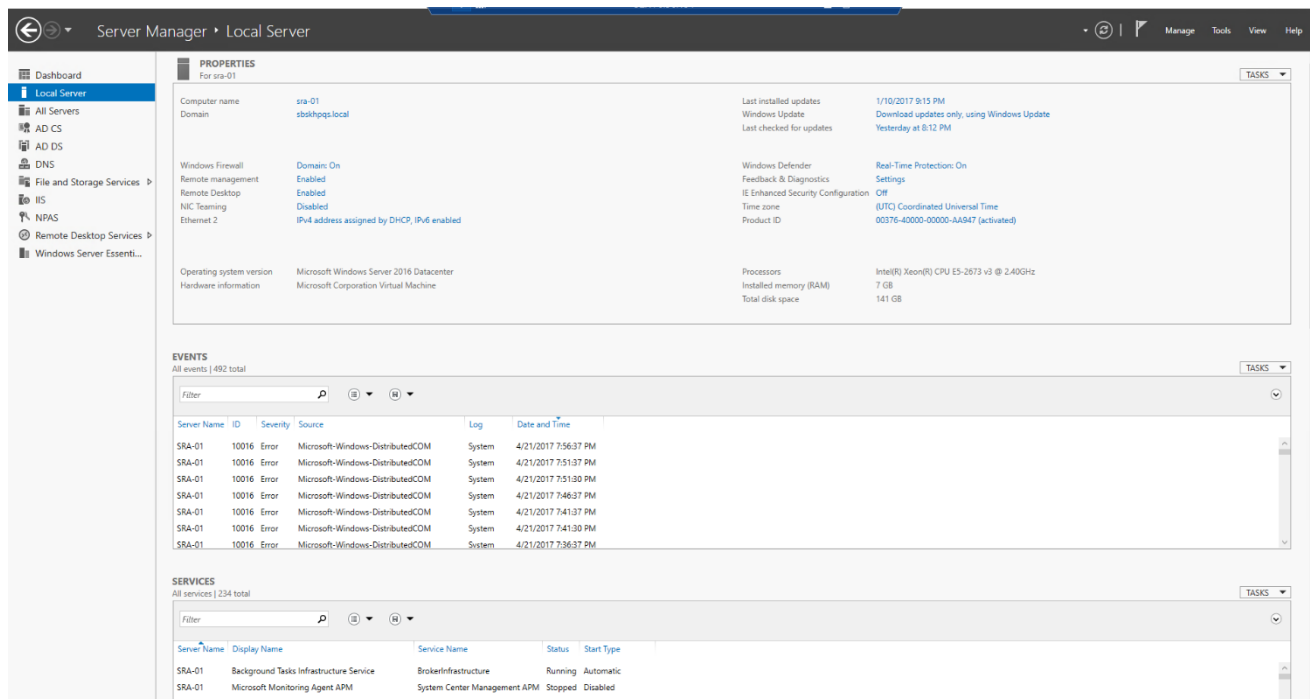 Server Manager ‣ Local Server
Manage Tools View Help
Dashboard
Local Server
All Servers
AD CS
AD DS
DNS
File and Storage Services
IIS
NPAS
Remote Desktop Services
Windows Server Essenti...
PROPERTIES
For sra-01
TASKS
Computer name sra-01
Domain sbskhpqs.local
Last installed updates 1/10/2017 9:15 PM
Windows Update Download updates only, using Windows Update
Last checked for updates Yesterday at 8:12 PM
Windows Firewall Domain: On
Remote management Enabled
Remote Desktop Enabled
NIC Teaming Disabled
Ethernet 2 IPv4 address assigned by DHCP, IPv6 enabled
Windows Defender Real-Time Protection: On
Feedback & Diagnostics Settings
IE Enhanced Security Configuration Off
Time zone (UTC) Coordinated Universal Time
Product ID 00376-40000-00000-AA947 (activated)
Operating system version Microsoft Windows Server 2016 Datacenter
Hardware information Microsoft Corporation Virtual Machine
Processors Intel(R) Xeon(R) CPU E5-2673 v3 @ 2.40GHz
Installed memory (RAM) 7 GB
Total disk space 141 GB
EVENTS
All events | 492 total
TASKS
Filter
Server Name ID Severity Source Log Date and Time
SRA-01 10016 Error Microsoft-Windows-DistributedCOM System 4/21/2017 7:56:37 PM
SRA-01 10016 Error Microsoft-Windows-DistributedCOM System 4/21/2017 7:51:37 PM
SRA-01 10016 Error Microsoft-Windows-DistributedCOM System 4/21/2017 7:51:30 PM
SRA-01 10016 Error Microsoft-Windows-DistributedCOM System 4/21/2017 7:46:37 PM
SRA-01 10016 Error Microsoft-Windows-DistributedCOM System 4/21/2017 7:41:37 PM
SRA-01 10016 Error Microsoft-Windows-DistributedCOM System 4/21/2017 7:41:30 PM
SRA-01 10016 Error Microsoft-Windows-DistributedCOM System 4/21/2017 7:36:37 PM
SERVICES
All services | 234 total
TASKS
Filter
Server Name Display Name Service Name Status Start Type
SRA-01 Background Tasks Infrastructure Service BrokerInfrastructure Running Automatic
SRA-01 Microsoft Monitoring Agent APM System Center Management APM Stopped Disabled